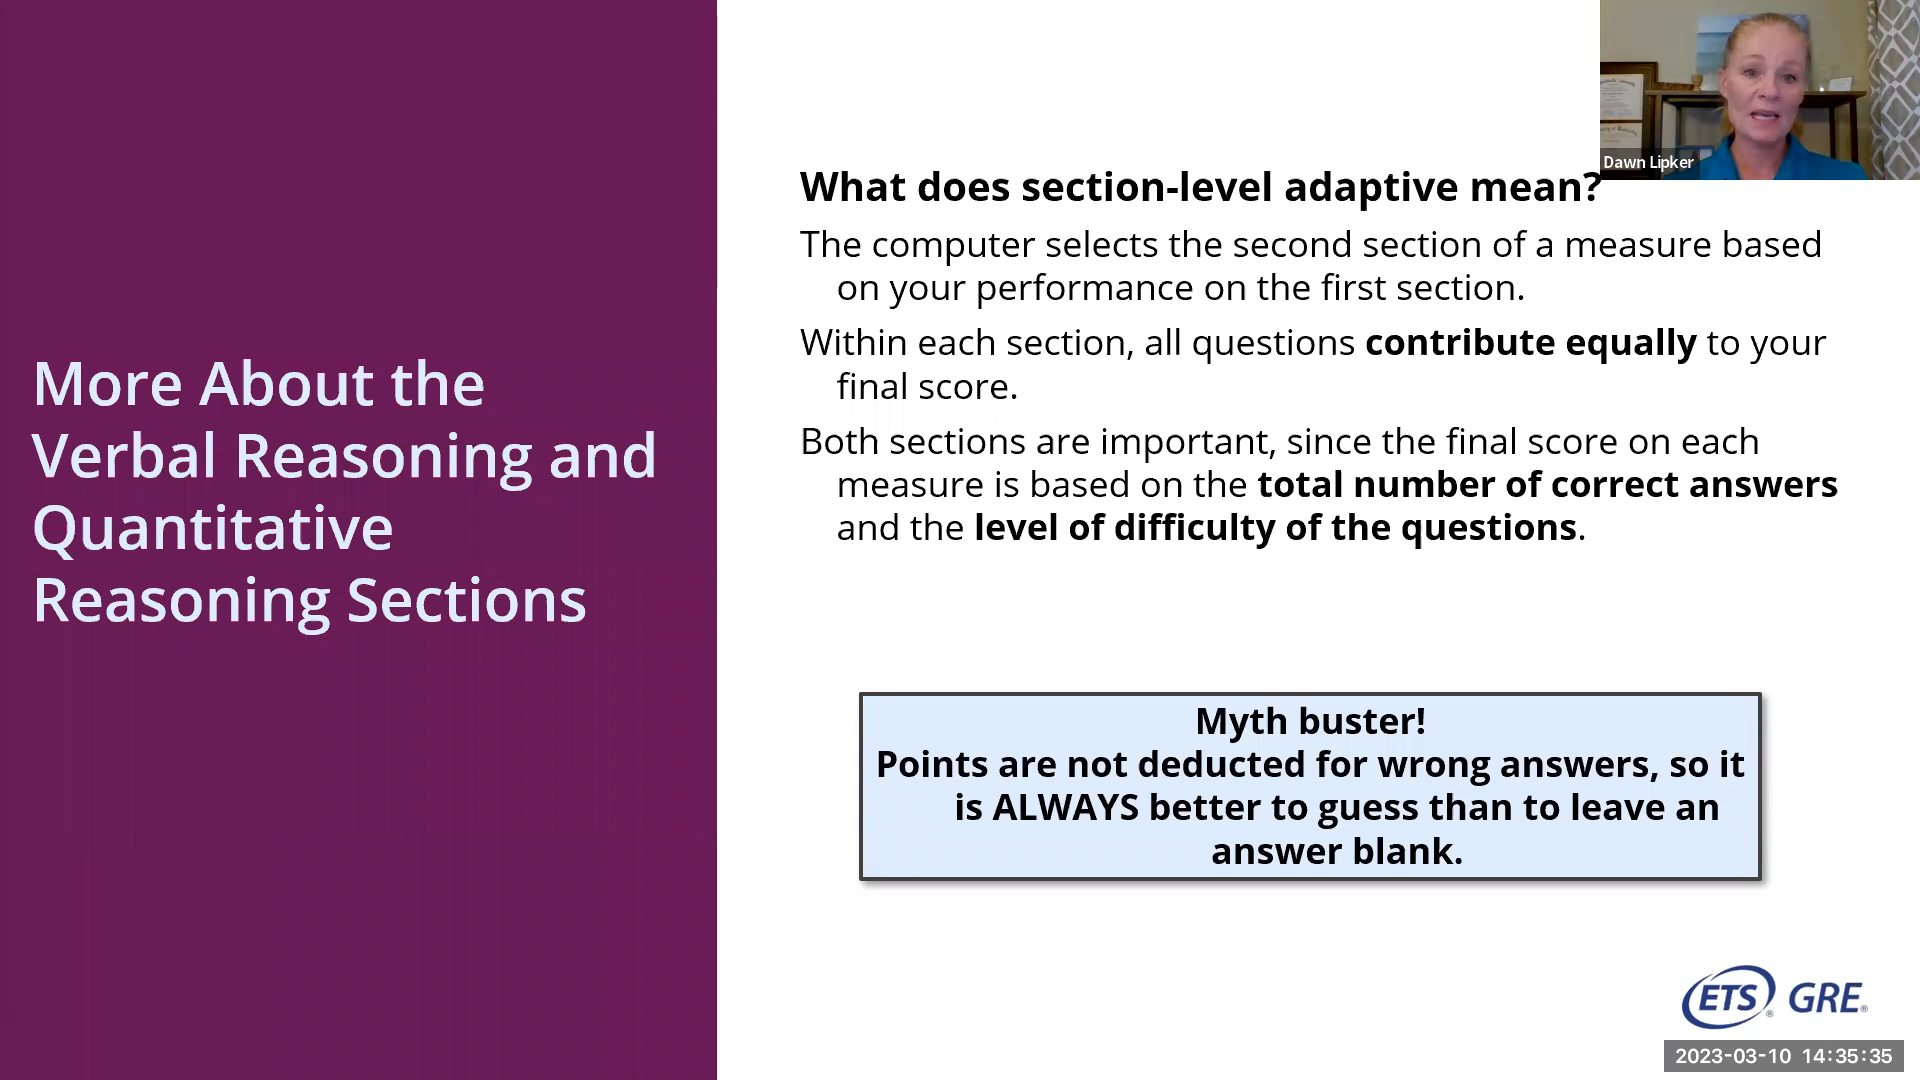 More About the
Verbal Reasoning and
Quantitative
Reasoning Sections
Dawn Lipker
What does section-level adaptive mean?
The computer selects the second section of a measure based
on your performance on the first section.
Within each section, all questions contribute equally to your
final score.
Both sections are important, since the final score on each
measure is based on the total number of correct answers
and the level of difficulty of the questions.
Myth buster!
Points are not deducted for wrong answers, so it
is ALWAYS better to guess than to leave an
answer blank.
ETS® GRE®
2023-03-10 14:35:35